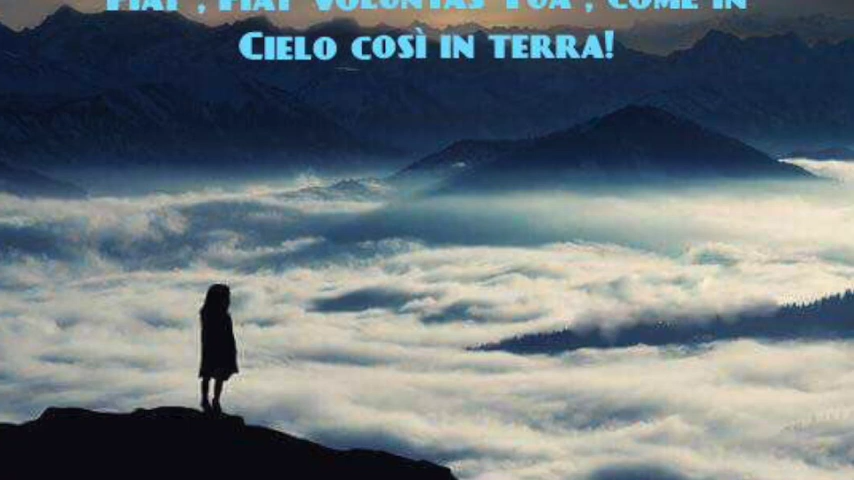 Fiat , Fiat Voluntas Tua , come in
Cielo così in terra!